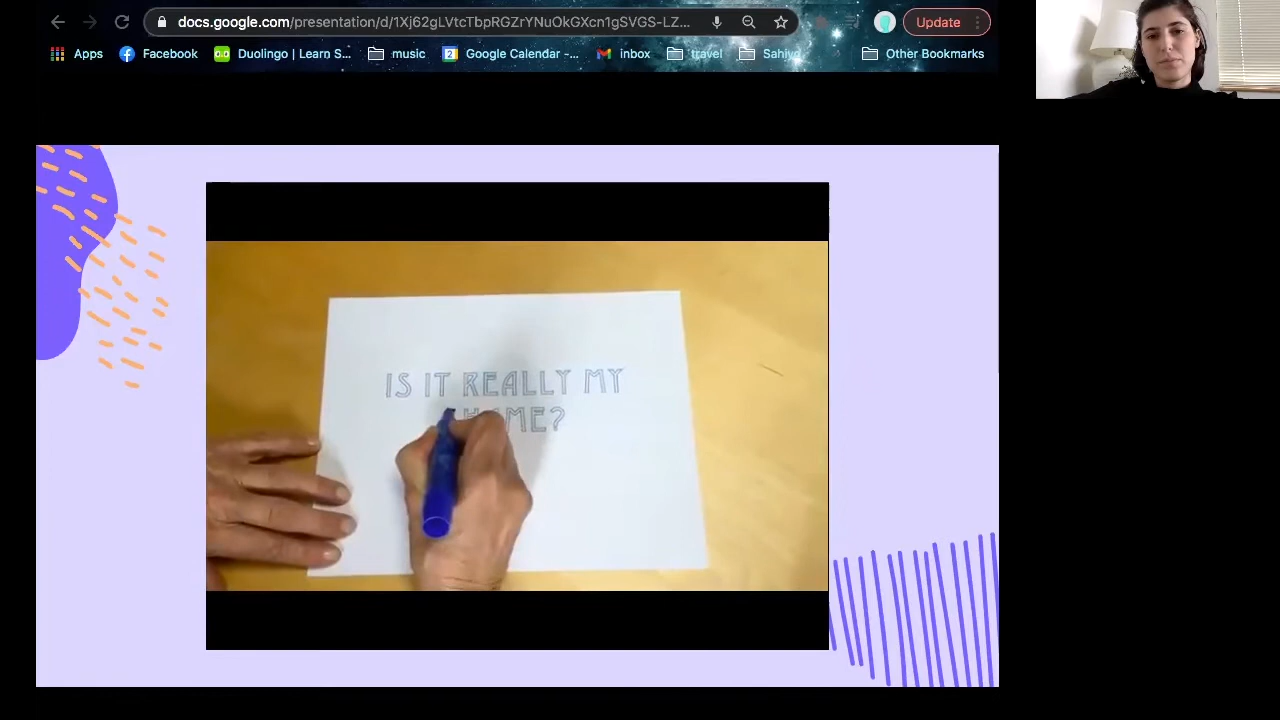 docs.google.com/presentation/d/1Xj62gLVtcTbpRGZrYNuOkGXcn1gSVGS-LZ...
Update
Apps
Facebook
Duolingo | Learn S...
music
Google Calendar -...
inbox
travel
Sahiyo
Other Bookmarks
IS IT REALLY MY